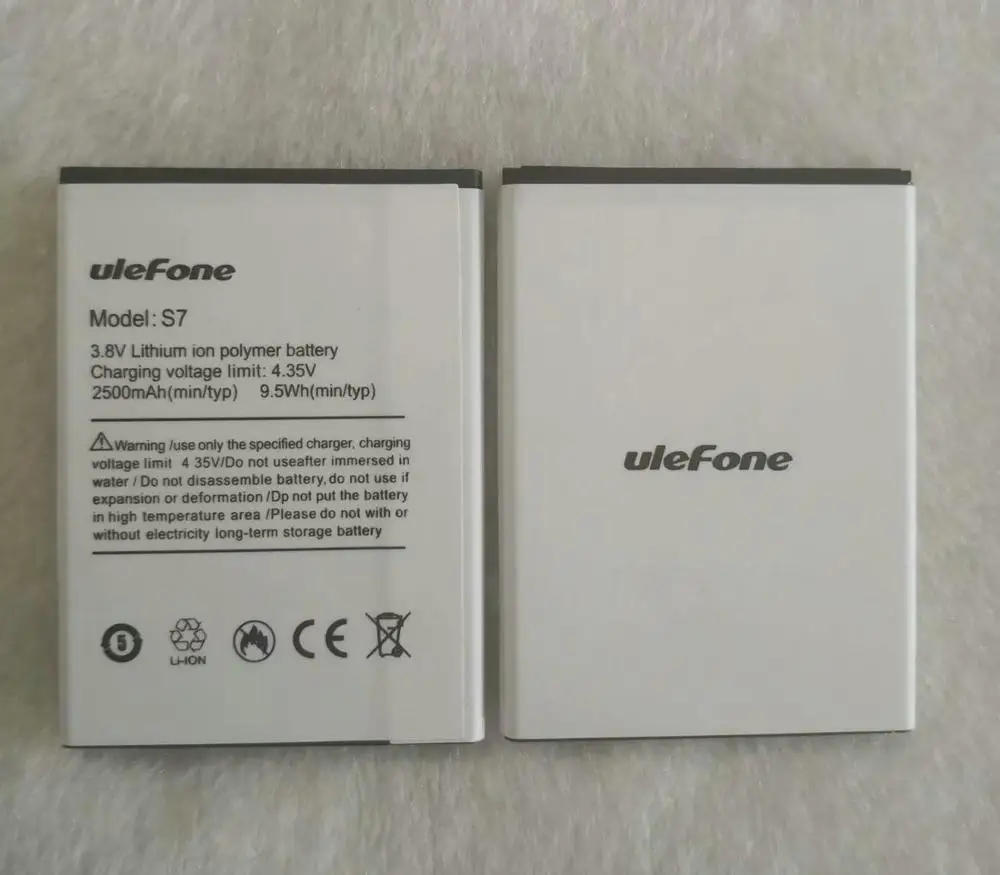 uleFone
Model: S7
3.8V Lithium ion polymer battery
Charging voltage limit: 4.35V
2500mAh(min/typ) 9.5Wh(min/typ)
Warning /use only the specified charger, charging
voltage limit 4 35V/Do not useafter immersed in
water / Do not disassemble battery, do not use if
expansion or deformation /Dp not put the battery
in high temperature area /Please do not with or
without electricity long-term storage battery
5
LI-ION
CE
uleFone